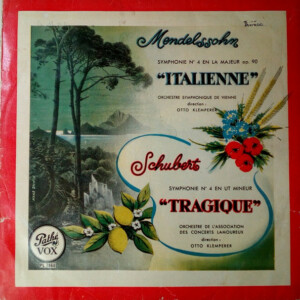 Mendelssohn
SYMPHONIE N° 4 EN LA MAJEUR op. 90
"ITALIENNE"
ORCHESTRE SYMPHONIQUE DE VIENNE
direction :
OTTO KLEMPERER
Schubert
SYMPHONIE N° 4 EN UT MINEUR
"TRAGIQUE"
ORCHESTRE DE L'ASSOCIATION
DES CONCERTS LAMOUREUX
direction :
OTTO KLEMPERER
Pathé
VOX